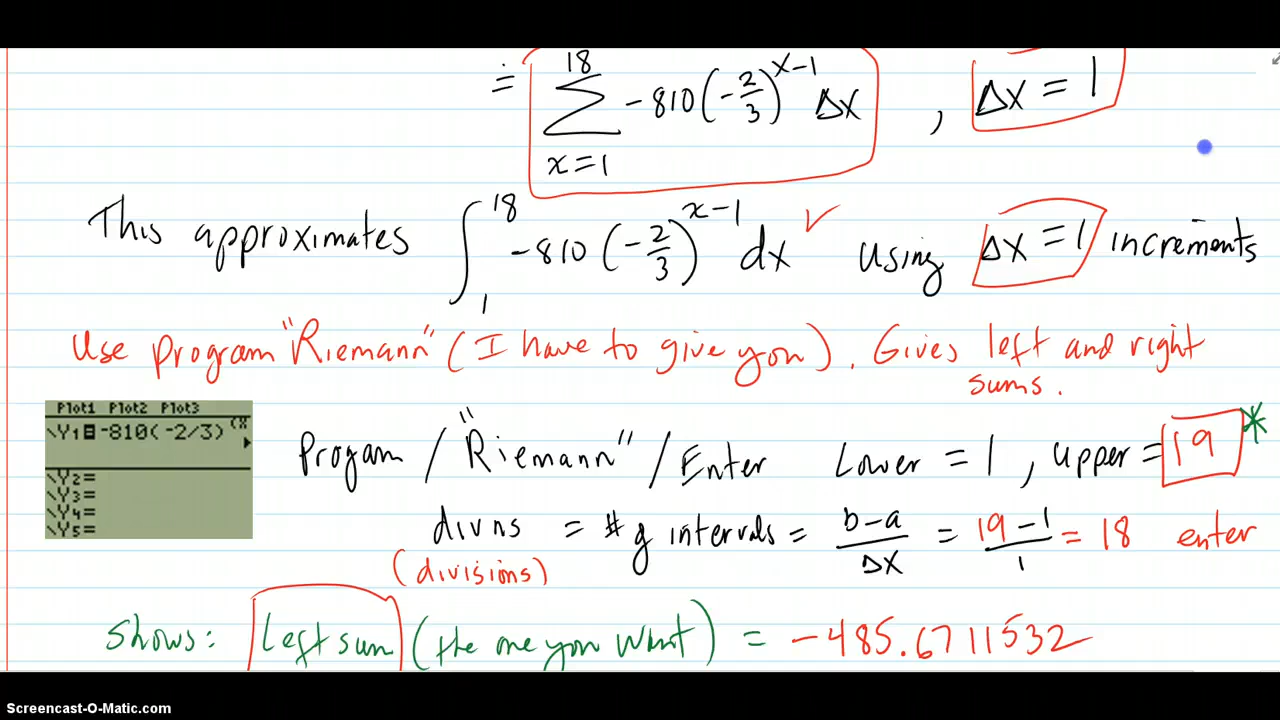 ≐ 18 ∑ x=1 -810(-2/3)^(x-1) Δx , Δx = 1
This approximates ∫_1^18 -810(-2/3)^(x-1) dx ✓ using Δx = 1 increments
Use program "Riemann" (I have to give you). Gives left and right
sums.
Plot1 Plot2 Plot3
\Y1=-810(-2/3)^(X
\Y2=
\Y3=
\Y4=
\Y5=
Progam / "Riemann" / Enter Lower = 1, upper = 19 *
divns = # of intervals = b-a/Δx = 19-1/1 = 18 enter
(divisions)
Shows: Left sum (the one you want) = -485.6711532
Screencast-O-Matic.com